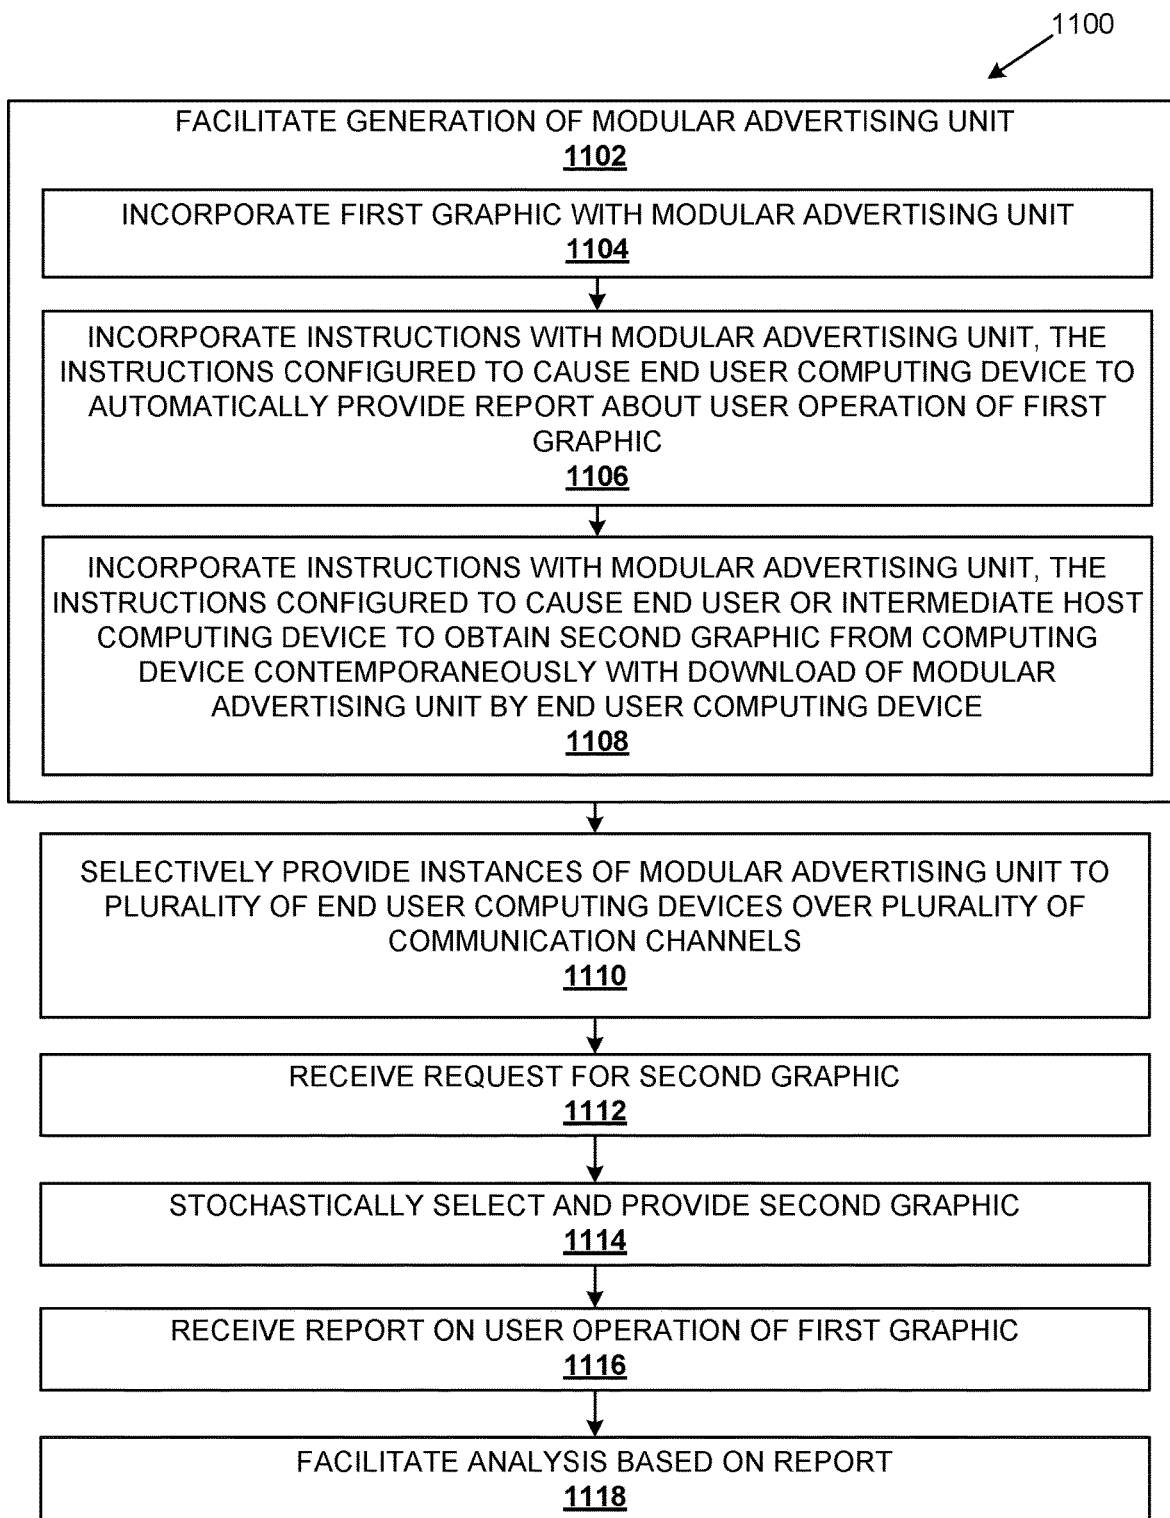 1100
FACILITATE GENERATION OF MODULAR ADVERTISING UNIT
1102
INCORPORATE FIRST GRAPHIC WITH MODULAR ADVERTISING UNIT
1104
INCORPORATE INSTRUCTIONS WITH MODULAR ADVERTISING UNIT, THE
INSTRUCTIONS CONFIGURED TO CAUSE END USER COMPUTING DEVICE TO
AUTOMATICALLY PROVIDE REPORT ABOUT USER OPERATION OF FIRST
GRAPHIC
1106
INCORPORATE INSTRUCTIONS WITH MODULAR ADVERTISING UNIT, THE
INSTRUCTIONS CONFIGURED TO CAUSE END USER OR INTERMEDIATE HOST
COMPUTING DEVICE TO OBTAIN SECOND GRAPHIC FROM COMPUTING
DEVICE CONTEMPORANEOUSLY WITH DOWNLOAD OF MODULAR
ADVERTISING UNIT BY END USER COMPUTING DEVICE
1108
SELECTIVELY PROVIDE INSTANCES OF MODULAR ADVERTISING UNIT TO
PLURALITY OF END USER COMPUTING DEVICES OVER PLURALITY OF
COMMUNICATION CHANNELS
1110
RECEIVE REQUEST FOR SECOND GRAPHIC
1112
STOCHASTICALLY SELECT AND PROVIDE SECOND GRAPHIC
1114
RECEIVE REPORT ON USER OPERATION OF FIRST GRAPHIC
1116
FACILITATE ANALYSIS BASED ON REPORT
1118